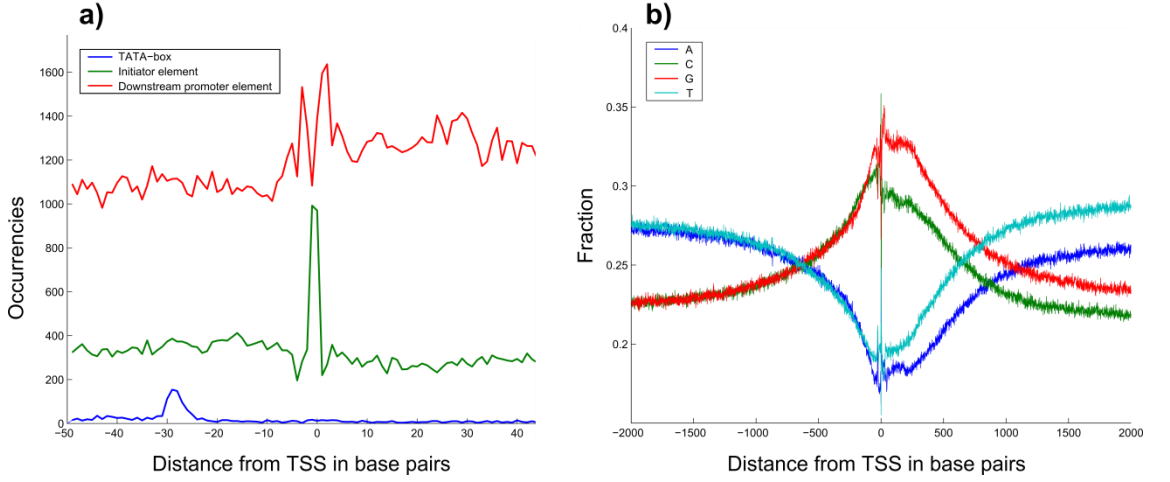 a)
TATA-box
Initiator element
Downstream promoter element
1600
1400
1200
1000
800
600
400
200
0
Occurrencies
-50 -40 -30 -20 -10 0 10 20 30 40
Distance from TSS in base pairs
b)
A
C
G
T
0.4
0.35
0.3
0.25
0.2
Fraction
-2000 -1500 -1000 -500 0 500 1000 1500 2000
Distance from TSS in base pairs